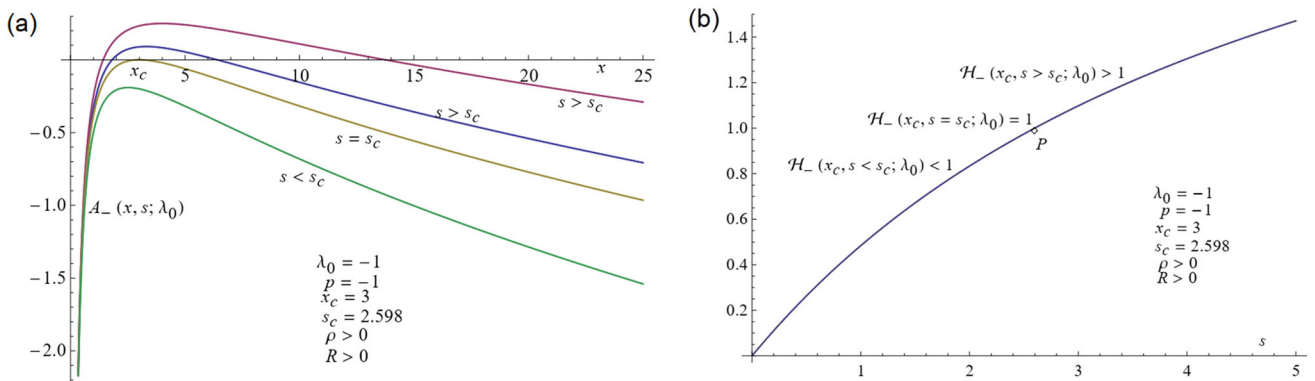 (a)
x_c
5
10
15
20
x
25
−0.5
−1.0
−1.5
−2.0
s > s_c
s > s_c
s = s_c
s < s_c
A_− (x, s; λ_0)
λ_0 = −1
p = −1
x_c = 3
s_c = 2.598
ρ > 0
R > 0
(b)
1.4
1.2
1.0
0.8
0.6
0.4
0.2
ℋ_− (x_c, s > s_c; λ_0) > 1
ℋ_− (x_c, s = s_c; λ_0) = 1
P
ℋ_− (x_c, s < s_c; λ_0) < 1
λ_0 = −1
p = −1
x_c = 3
s_c = 2.598
ρ > 0
R > 0
s
1
2
3
4
5